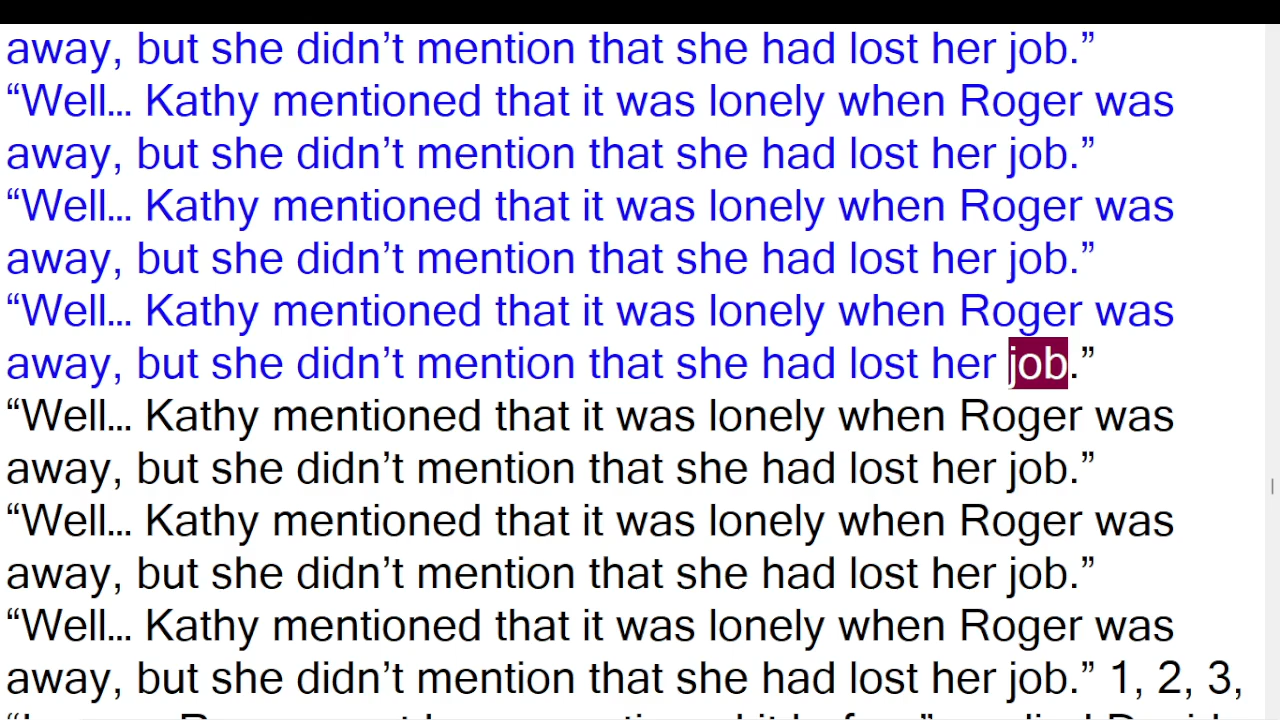 away, but she didn’t mention that she had lost her job.”
“Well... Kathy mentioned that it was lonely when Roger was
away, but she didn’t mention that she had lost her job.”
“Well... Kathy mentioned that it was lonely when Roger was
away, but she didn’t mention that she had lost her job.”
“Well... Kathy mentioned that it was lonely when Roger was
away, but she didn’t mention that she had lost her job.”
“Well... Kathy mentioned that it was lonely when Roger was
away, but she didn’t mention that she had lost her job.”
“Well... Kathy mentioned that it was lonely when Roger was
away, but she didn’t mention that she had lost her job.”
“Well... Kathy mentioned that it was lonely when Roger was
away, but she didn’t mention that she had lost her job.” 1, 2, 3,